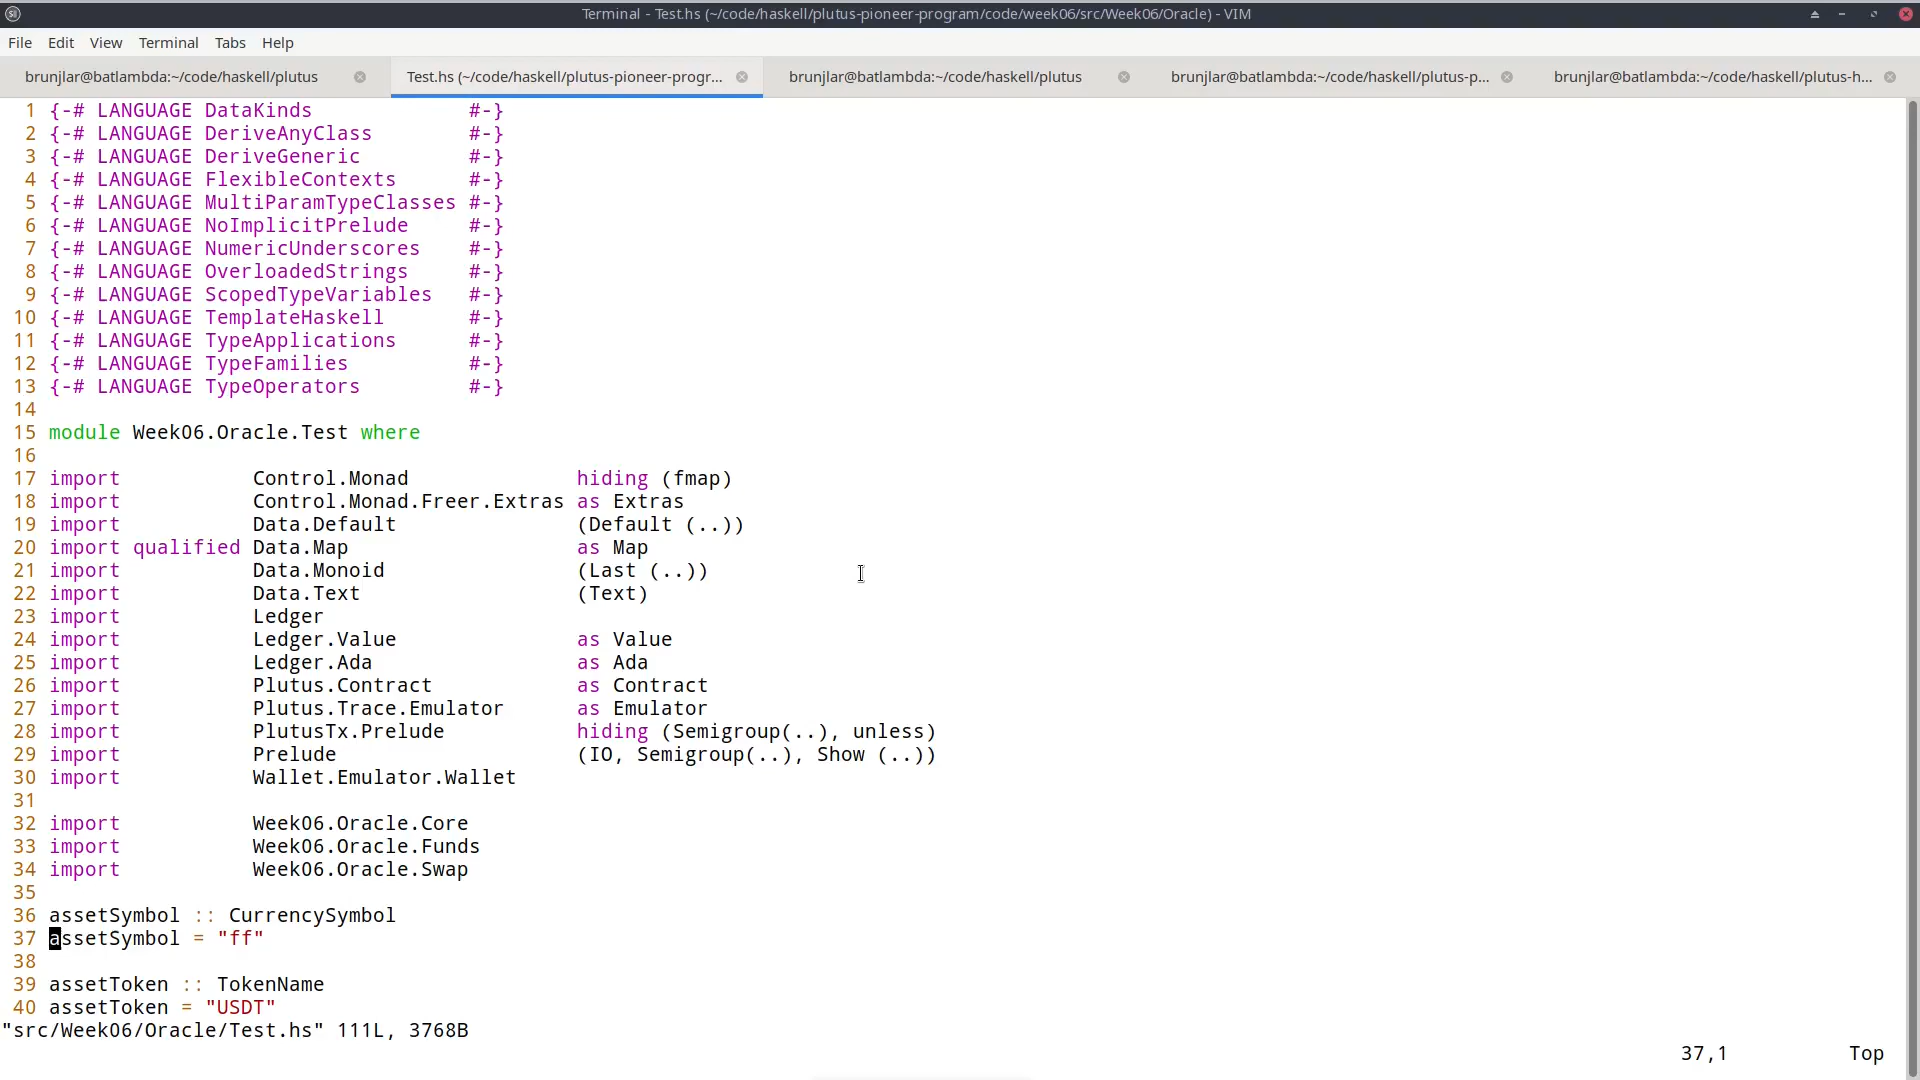 Terminal - Test.hs (~/code/haskell/plutus-pioneer-program/code/week06/src/Week06/Oracle) - VIM
File Edit View Terminal Tabs Help
brunjlar@batlambda:~/code/haskell/plutus Test.hs (~/code/haskell/plutus-pioneer-progr... brunjlar@batlambda:~/code/haskell/plutus brunjlar@batlambda:~/code/haskell/plutus-p... brunjlar@batlambda:~/code/haskell/plutus-h...
1 {-# LANGUAGE DataKinds             #-}
2 {-# LANGUAGE DeriveAnyClass        #-}
3 {-# LANGUAGE DeriveGeneric         #-}
4 {-# LANGUAGE FlexibleContexts      #-}
5 {-# LANGUAGE MultiParamTypeClasses #-}
6 {-# LANGUAGE NoImplicitPrelude     #-}
7 {-# LANGUAGE NumericUnderscores    #-}
8 {-# LANGUAGE OverloadedStrings     #-}
9 {-# LANGUAGE ScopedTypeVariables   #-}
10 {-# LANGUAGE TemplateHaskell       #-}
11 {-# LANGUAGE TypeApplications      #-}
12 {-# LANGUAGE TypeFamilies          #-}
13 {-# LANGUAGE TypeOperators         #-}
14
15 module Week06.Oracle.Test where
16
17 import           Control.Monad              hiding (fmap)
18 import           Control.Monad.Freer.Extras as Extras
19 import           Data.Default               (Default (..))
20 import qualified Data.Map                   as Map
21 import           Data.Monoid                (Last (..))
22 import           Data.Text                  (Text)
23 import           Ledger
24 import           Ledger.Value               as Value
25 import           Ledger.Ada                 as Ada
26 import           Plutus.Contract            as Contract
27 import           Plutus.Trace.Emulator      as Emulator
28 import           PlutusTx.Prelude           hiding (Semigroup(..), unless)
29 import           Prelude                    (IO, Semigroup(..), Show (..))
30 import           Wallet.Emulator.Wallet
31
32 import           Week06.Oracle.Core
33 import           Week06.Oracle.Funds
34 import           Week06.Oracle.Swap
35
36 assetSymbol :: CurrencySymbol
37 assetSymbol = "ff"
38
39 assetToken :: TokenName
40 assetToken = "USDT"
"src/Week06/Oracle/Test.hs" 111L, 3768B
37,1 Top